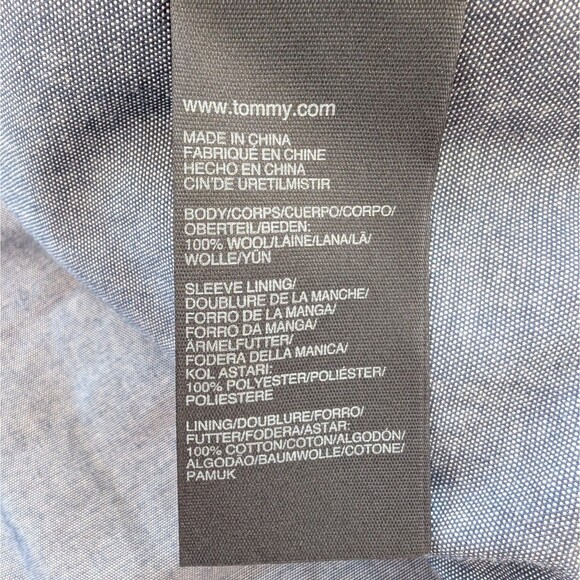 www.tommy.com
MADE IN CHINA
FABRIQUÉ EN CHINE
HECHO EN CHINA
CIN'DE URETILMISTIR
BODY/CORPS/CUERPO/CORPO/
OBERTEIL/BEDEN:
100% WOOL/LAINE/LANA/LÃ/
WOLLE/YÜN
SLEEVE LINING/
DOUBLURE DE LA MANCHE/
FORRO DE LA MANGA/
FORRO DA MANGA/
ÄRMELFUTTER/
FODERA DELLA MANICA/
KOL ASTARI:
100% POLYESTER/POLIÉSTER/
POLIESTERE
LINING/DOUBLURE/FORRO/
FUTTER/FODERA/ASTAR:
100% COTTON/COTON/ALGODÓN/
ALGODÃO/BAUMWOLLE/COTONE/
PAMUK